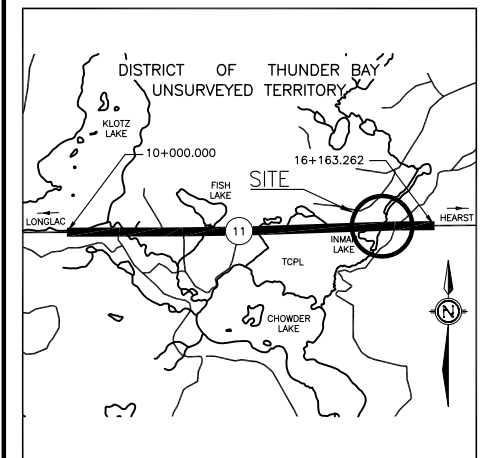 DISTRICT OF THUNDER BAY
UNSURVEYED TERRITORY
KLOTZ
LAKE
10+000.000
16+163.262
SITE
FISH
LAKE
LONGLAC
HEARST
11
INMAN
LAKE
TCPL
CHOWDER
LAKE
N